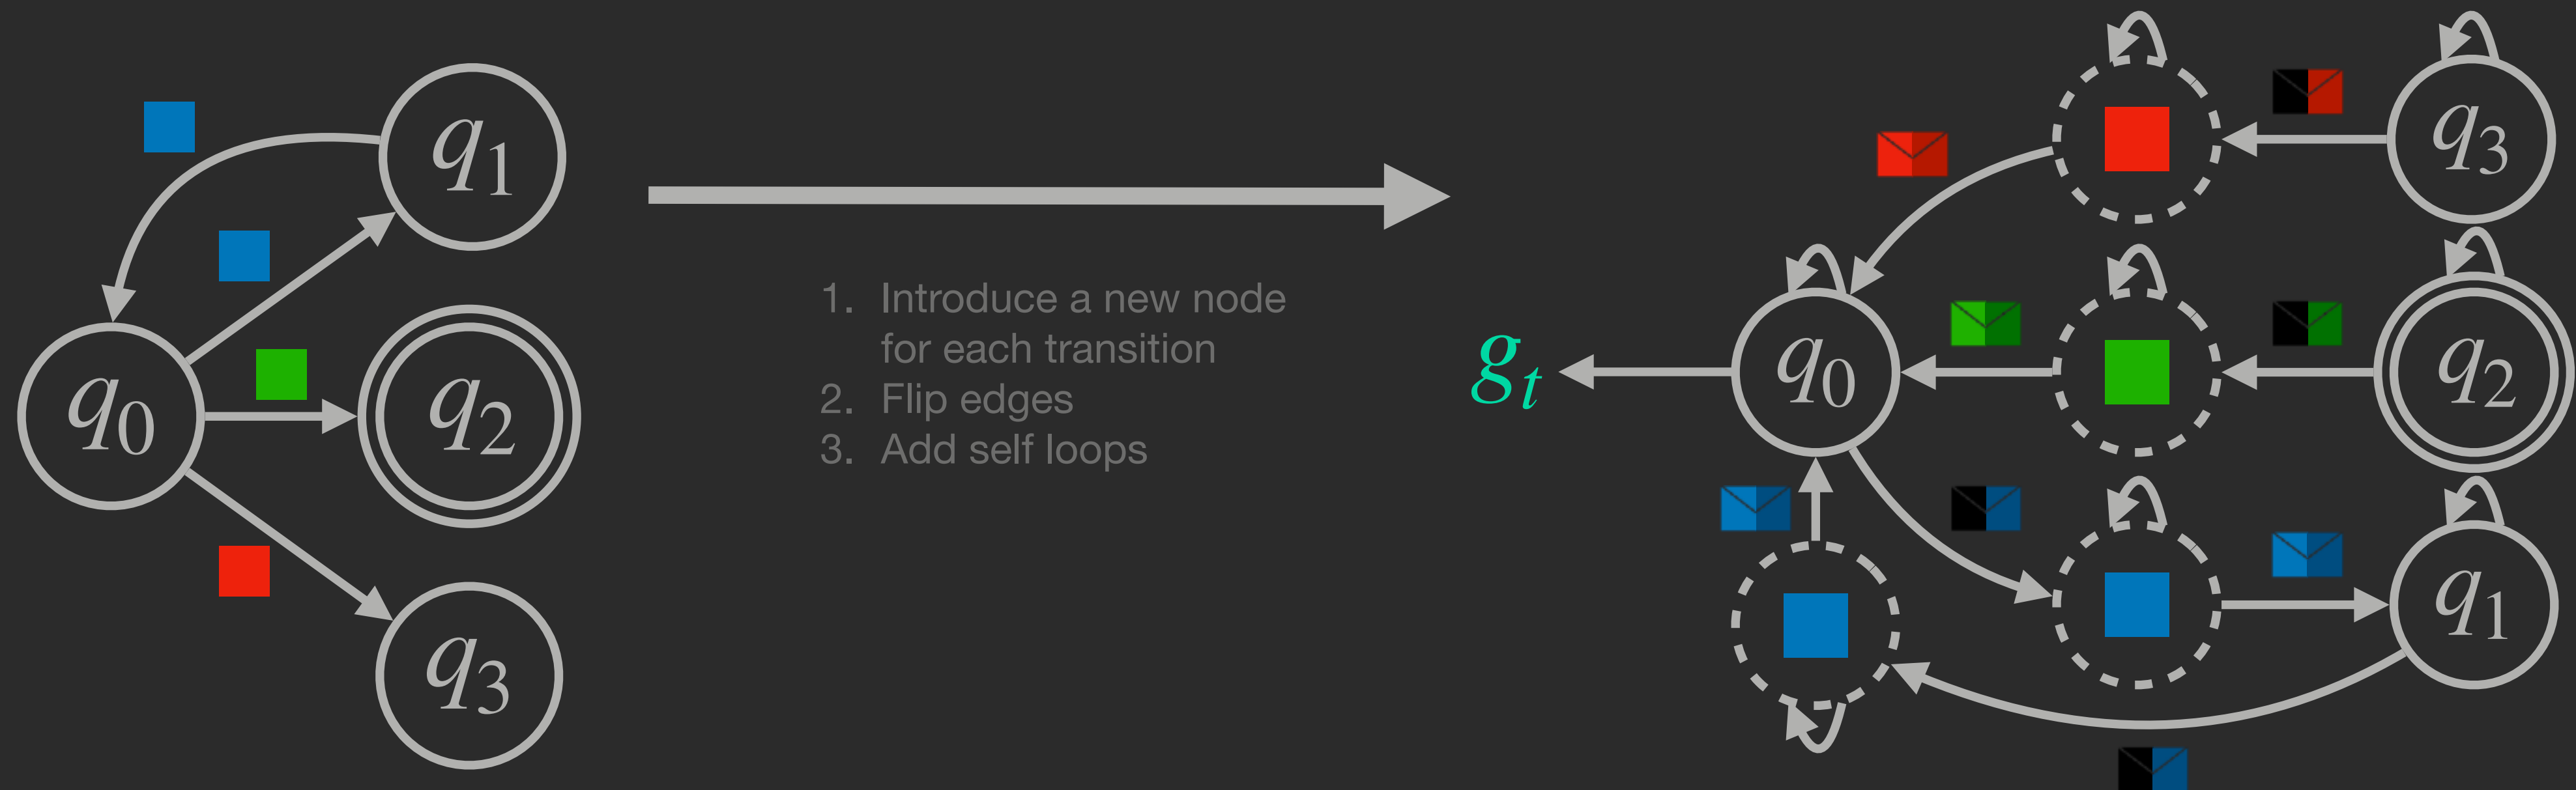 q1
q0
q2
q3
1. Introduce a new node
for each transition
2. Flip edges
3. Add self loops
gt
q3
q0
q2
q1